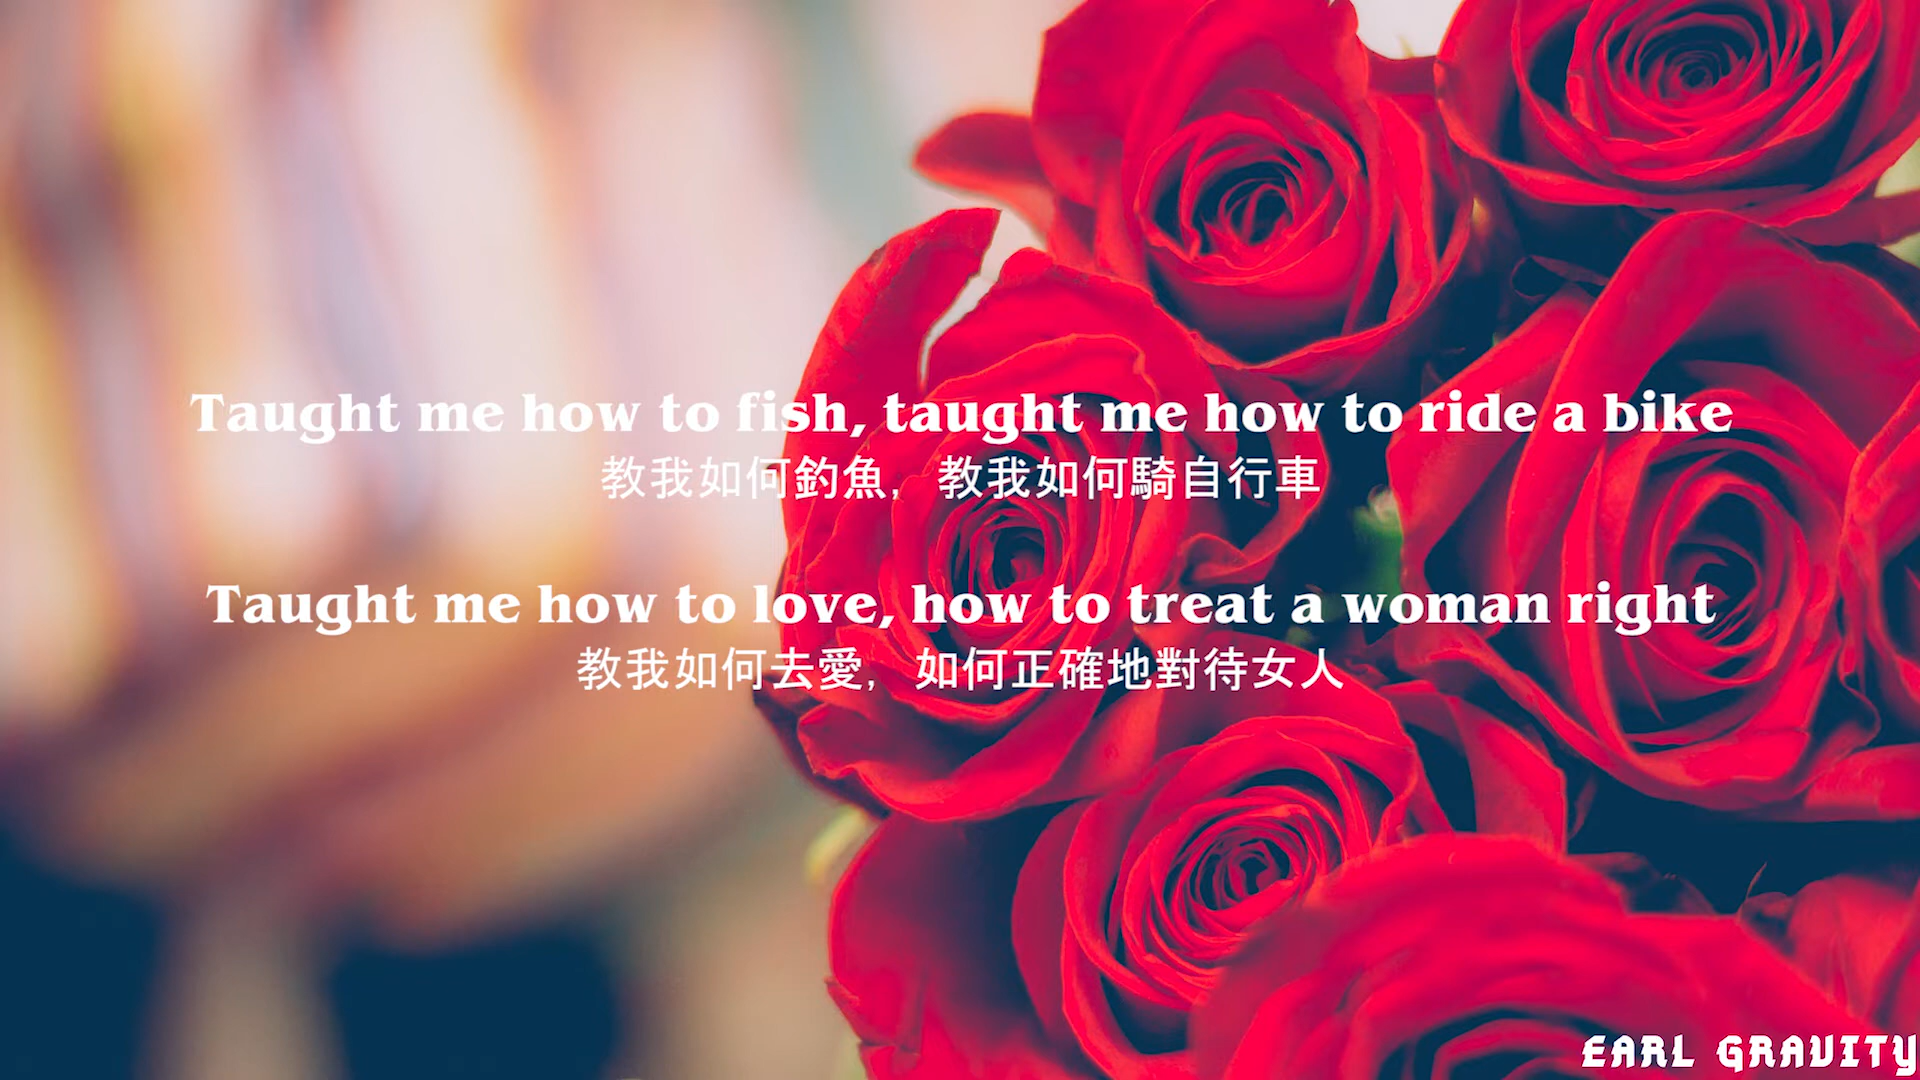 Taught me how to fish, taught me how to ride a bike
教我如何釣魚, 教我如何騎自行車
Taught me how to love, how to treat a woman right
教我如何去愛, 如何正確地對待女人
EARL GRAVITY